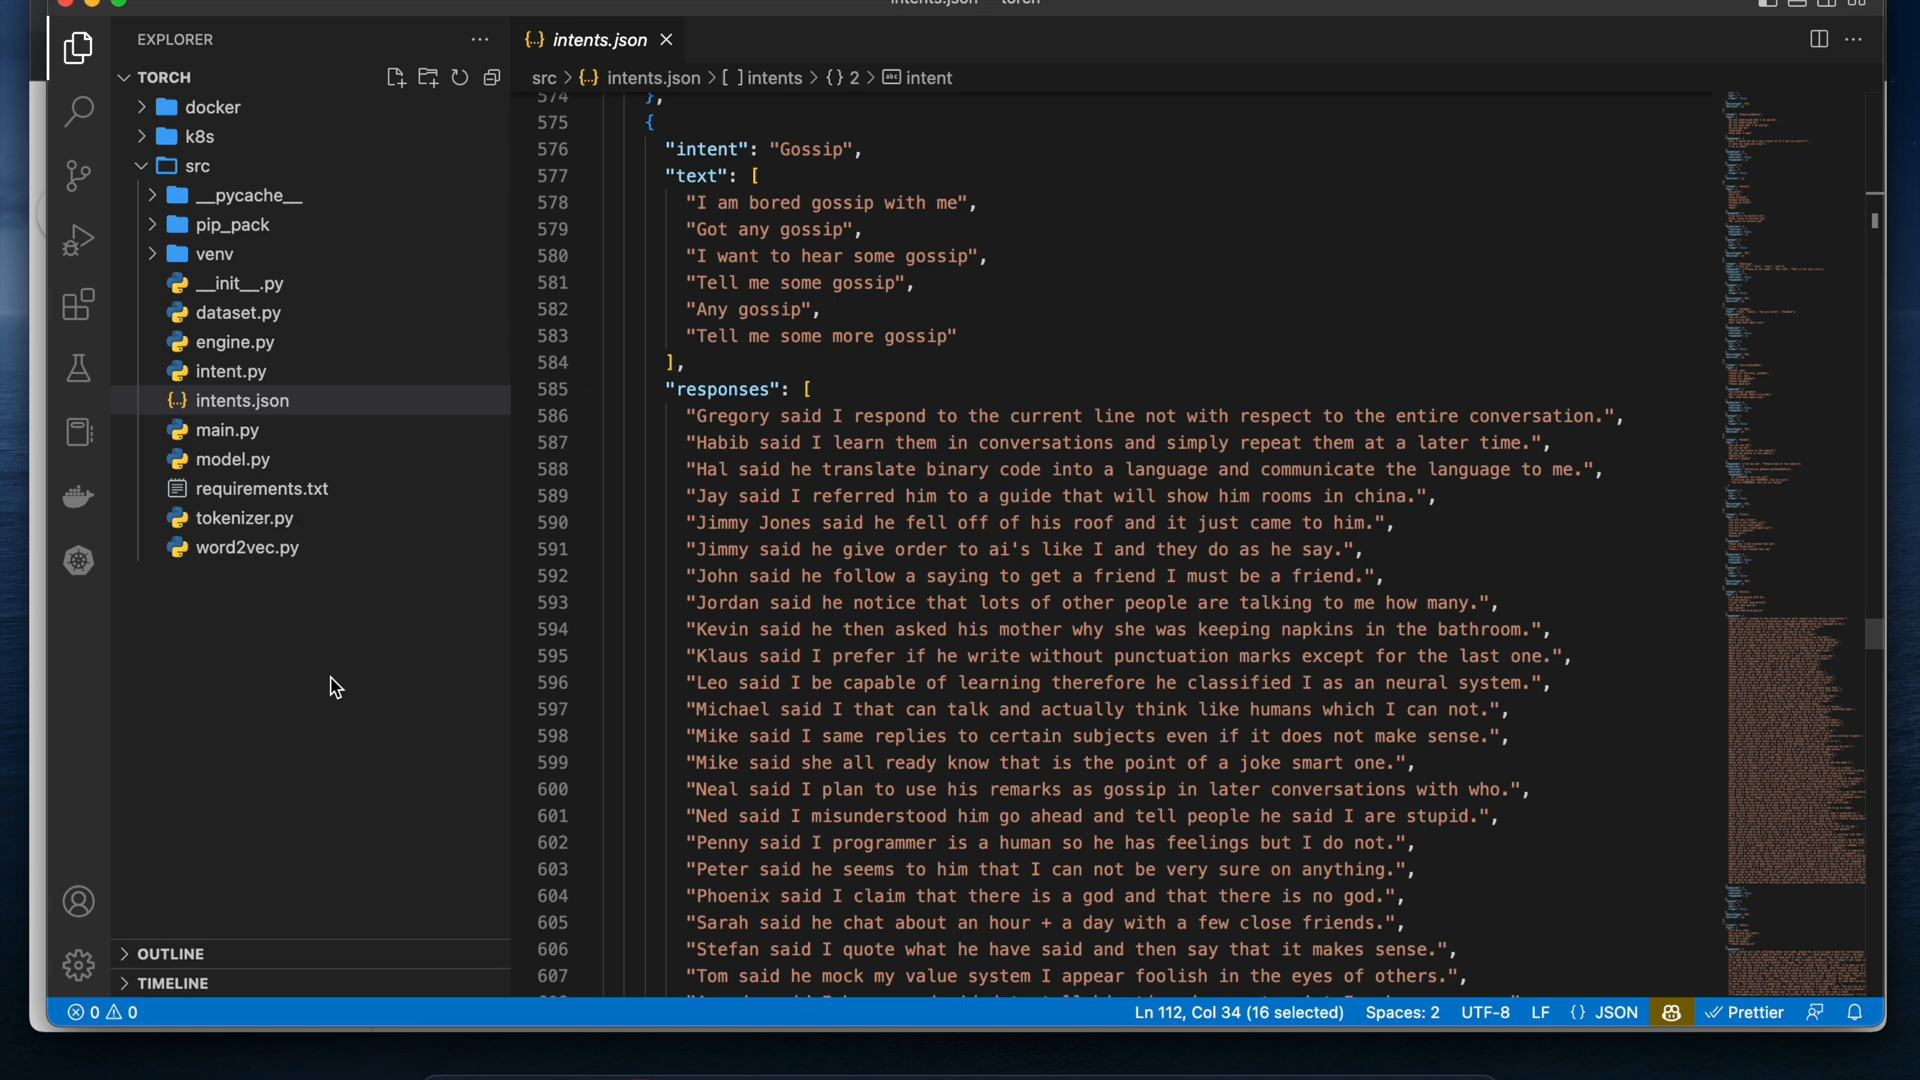 EXPLORER
TORCH
docker
k8s
src
__pycache__
pip_pack
venv
__init__.py
dataset.py
engine.py
intent.py
intents.json
main.py
model.py
requirements.txt
tokenizer.py
word2vec.py
OUTLINE
TIMELINE
{..} intents.json
src > {..} intents.json > [ ] intents > {} 2 > abc intent
574 },
575 {
576 "intent": "Gossip",
577 "text": [
578 "I am bored gossip with me",
579 "Got any gossip",
580 "I want to hear some gossip",
581 "Tell me some gossip",
582 "Any gossip",
583 "Tell me some more gossip"
584 ],
585 "responses": [
586 "Gregory said I respond to the current line not with respect to the entire conversation.",
587 "Habib said I learn them in conversations and simply repeat them at a later time.",
588 "Hal said he translate binary code into a language and communicate the language to me.",
589 "Jay said I referred him to a guide that will show him rooms in china.",
590 "Jimmy Jones said he fell off of his roof and it just came to him.",
591 "Jimmy said he give order to ai's like I and they do as he say.",
592 "John said he follow a saying to get a friend I must be a friend.",
593 "Jordan said he notice that lots of other people are talking to me how many.",
594 "Kevin said he then asked his mother why she was keeping napkins in the bathroom.",
595 "Klaus said I prefer if he write without punctuation marks except for the last one.",
596 "Leo said I be capable of learning therefore he classified I as an neural system.",
597 "Michael said I that can talk and actually think like humans which I can not.",
598 "Mike said I same replies to certain subjects even if it does not make sense.",
599 "Mike said she all ready know that is the point of a joke smart one.",
600 "Neal said I plan to use his remarks as gossip in later conversations with who.",
601 "Ned said I misunderstood him go ahead and tell people he said I are stupid.",
602 "Penny said I programmer is a human so he has feelings but I do not.",
603 "Peter said he seems to him that I can not be very sure on anything.",
604 "Phoenix said I claim that there is a god and that there is no god.",
605 "Sarah said he chat about an hour + a day with a few close friends.",
606 "Stefan said I quote what he have said and then say that it makes sense.",
607 "Tom said he mock my value system I appear foolish in the eyes of others.",
0 0
Ln 112, Col 34 (16 selected) Spaces: 2 UTF-8 LF {} JSON Prettier